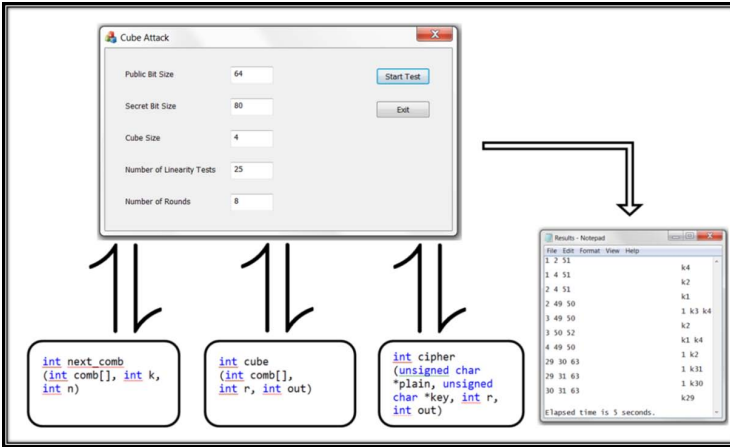 Cube Attack
Public Bit Size 64
Start Test
Secret Bit Size 80
Exit
Cube Size 4
Number of Linearity Tests 25
Number of Rounds 8
int next_comb
(int comb[], int k,
int n)
int cube
(int comb[],
int r, int out)
int cipher
(unsigned char
*plain, unsigned
char *key, int r,
int out)
Results - Notepad
File Edit Format View Help
1 2 51
k4
1 4 51
k2
2 4 51
k1
2 49 50
1 k3 k4
3 49 50
k2
3 50 52
k1 k4
4 49 50
1 k2
29 30 63
1 k31
29 31 63
1 k30
30 31 63
k29
Elapsed time is 5 seconds.